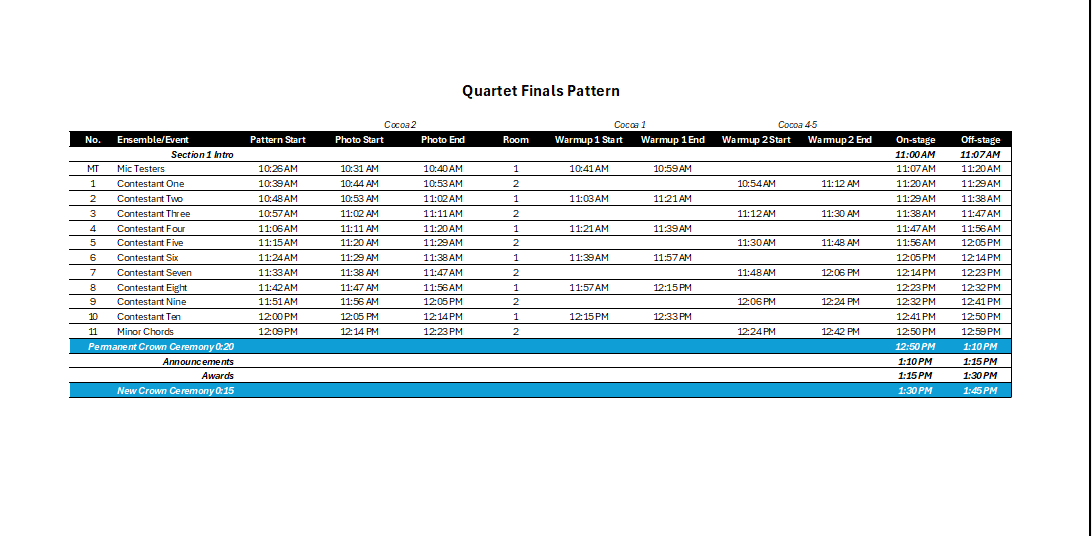 Quartet Finals Pattern
Cocoa 2 Cocoa 1 Cocoa 4-5
No. Ensemble/Event Pattern Start Photo Start Photo End Room Warmup 1 Start Warmup 1 End Warmup 2 Start Warmup 2 End On-stage Off-stage
Section 1 Intro 11:00 AM 11:07 AM
MT Mic Testers 10:26 AM 10:31 AM 10:40 AM 1 10:41 AM 10:59 AM 11:07 AM 11:20 AM
1 Contestant One 10:39 AM 10:44 AM 10:53 AM 2 10:54 AM 11:12 AM 11:20 AM 11:29 AM
2 Contestant Two 10:48 AM 10:53 AM 11:02 AM 1 11:03 AM 11:21 AM 11:29 AM 11:38 AM
3 Contestant Three 10:57 AM 11:02 AM 11:11 AM 2 11:12 AM 11:30 AM 11:38 AM 11:47 AM
4 Contestant Four 11:06 AM 11:11 AM 11:20 AM 1 11:21 AM 11:39 AM 11:47 AM 11:56 AM
5 Contestant Five 11:15 AM 11:20 AM 11:29 AM 2 11:30 AM 11:48 AM 11:56 AM 12:05 PM
6 Contestant Six 11:24 AM 11:29 AM 11:38 AM 1 11:39 AM 11:57 AM 12:05 PM 12:14 PM
7 Contestant Seven 11:33 AM 11:38 AM 11:47 AM 2 11:48 AM 12:06 PM 12:14 PM 12:23 PM
8 Contestant Eight 11:42 AM 11:47 AM 11:56 AM 1 11:57 AM 12:15 PM 12:23 PM 12:32 PM
9 Contestant Nine 11:51 AM 11:56 AM 12:05 PM 2 12:06 PM 12:24 PM 12:32 PM 12:41 PM
10 Contestant Ten 12:00 PM 12:05 PM 12:14 PM 1 12:15 PM 12:33 PM 12:41 PM 12:50 PM
11 Minor Chords 12:09 PM 12:14 PM 12:23 PM 2 12:24 PM 12:42 PM 12:50 PM 12:59 PM
Permanent Crown Ceremony 0:20 12:50 PM 1:10 PM
Announcements 1:10 PM 1:15 PM
Awards 1:15 PM 1:30 PM
New Crown Ceremony 0:15 1:30 PM 1:45 PM